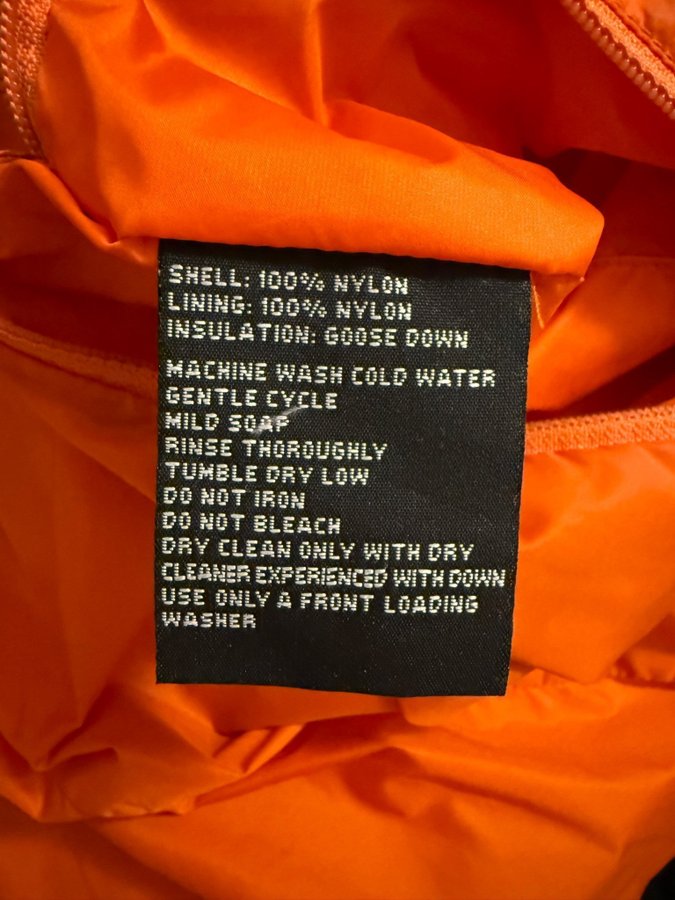 SHELL: 100% NYLON
LINING: 100% NYLON
INSULATION: GOOSE DOWN
MACHINE WASH COLD WATER
GENTLE CYCLE
MILD SOAP
RINSE THOROUGHLY
TUMBLE DRY LOW
DO NOT IRON
DO NOT BLEACH
DRY CLEAN ONLY WITH DRY
CLEANER EXPERIENCED WITH DOWN
USE ONLY A FRONT LOADING
WASHER